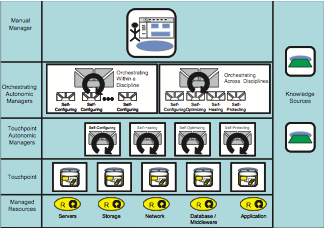 Manual
Manager
Orchestrating
Autonomic
Managers
Orchestrating
Within a
Discipline
Orchestrating
Across Disciplines
Self-
Configuring
Self-
Configuring
Self-
Configuring
Self-
Configuring
Self-
Optimizing
Self-
Healing
Self-
Protecting
Knowledge
Sources
Touchpoint
Autonomic
Managers
Self-Configuring
Self-Healing
Self-Optimizing
Self-Protecting
Touchpoint
Managed
Resources
R
R
R
R
R
Servers
Storage
Network
Database /
Middleware
Application